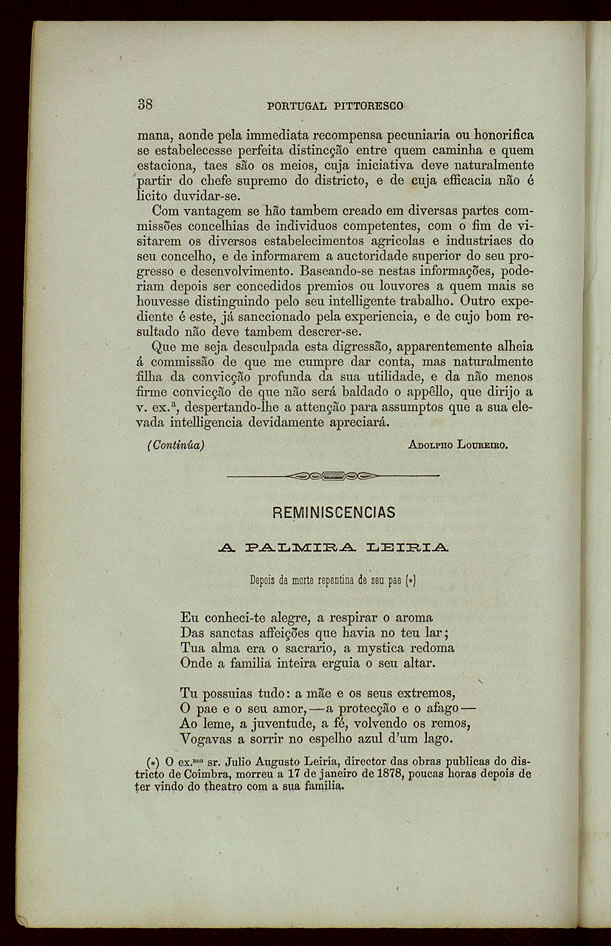 38
PORTUGAL PITTORESCO
mana, aonde pela immediata recompensa pecuniaria ou honorifica
se estabelecesse perfeita distincção entre quem caminha e quem
estaciona, taes são os meios, cuja iniciativa deve naturalmente
partir do chefe supremo do districto, e de cuja efficacia não é
licito duvidar-se.
Com vantagem se hão tambem creado em diversas partes com-
missões concelhias de individuos competentes, com o fim de vi-
sitarem os diversos estabelecimentos agricolas e industriaes do
seu concelho, e de informarem a auctoridade superior do seu pro-
gresso e desenvolvimento. Baseando-se nestas informações, pode-
riam depois ser concedidos premios ou louvores a quem mais se
houvesse distinguindo pelo seu intelligente trabalho. Outro expe-
diente é este, já sanccionado pela experiencia, e de cujo bom re-
sultado não deve tambem descrer-se.
Que me seja desculpada esta digressão, apparentemente alheia
á commissão de que me cumpre dar conta, mas naturalmente
filha da convicção profunda da sua utilidade, e da não menos
firme convicção de que não será baldado o appêllo, que dirijo a
v. ex.ª, despertando-lhe a attenção para assumptos que a sua ele-
vada intelligencia devidamente apreciará.
(Continúa) ADOLPHO LOUREIRO.
REMINISCENCIAS
A PALMIRA LEIRIA
Depois da morte repentina de seu pae (*)
Eu conheci-te alegre, a respirar o aroma
Das sanctas affeições que havia no teu lar;
Tua alma era o sacrario, a mystica redoma
Onde a familia inteira erguia o seu altar.
Tu possuias tudo: a mãe e os seus extremos,
O pae e o seu amor,—a protecção e o afago—
Ao leme, a juventude, a fé, volvendo os remos,
Vogavas a sorrir no espelho azul d'um lago.
(*) O ex.mo sr. Julio Augusto Leiria, director das obras publicas do dis-
tricto de Coimbra, morreu a 17 de janeiro de 1878, poucas horas depois de
ter vindo do theatro com a sua familia.